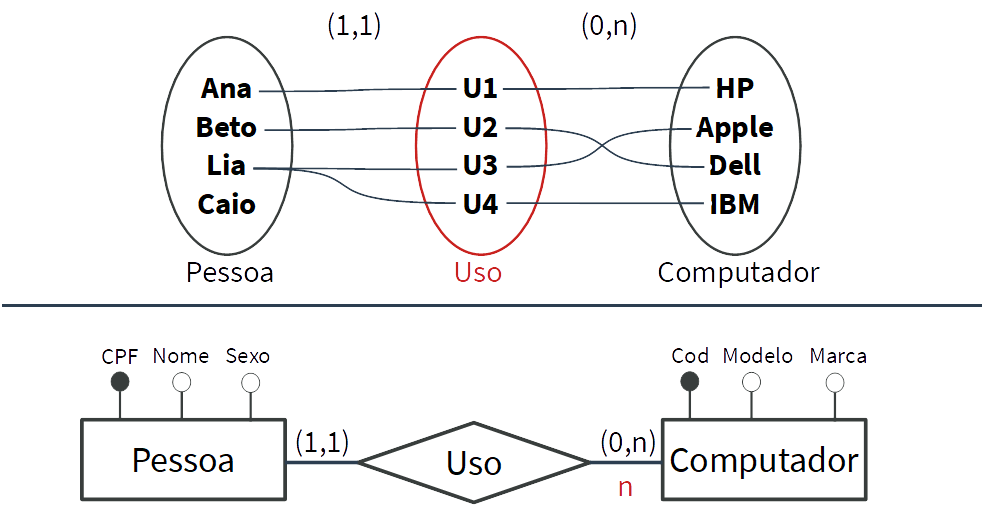 (1,1) (0,n)
Ana U1 HP
Beto U2 Apple
Lia U3 Dell
Caio U4 IBM
Pessoa Uso Computador
CPF Nome Sexo Cod Modelo Marca
Pessoa (1,1) Uso (0,n) Computador
n